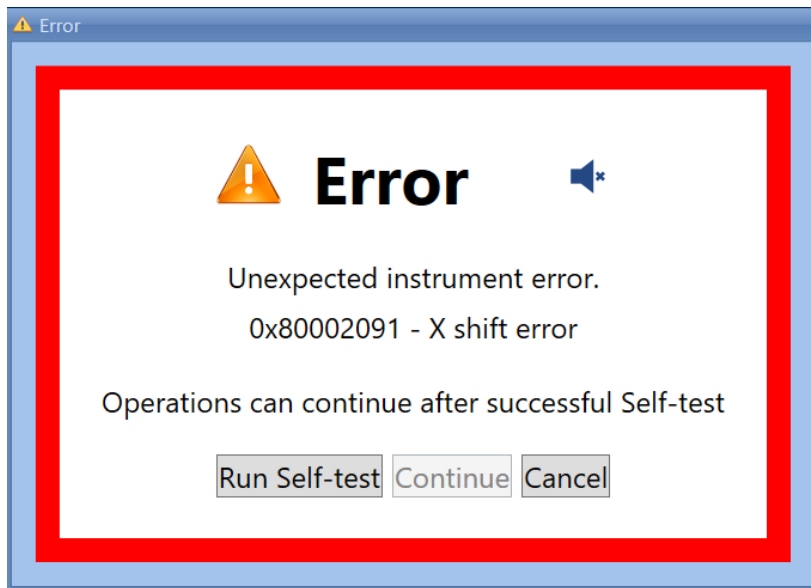 Error
Error
Unexpected instrument error.
0x80002091 - X shift error
Operations can continue after successful Self-test
Run Self-test Continue Cancel